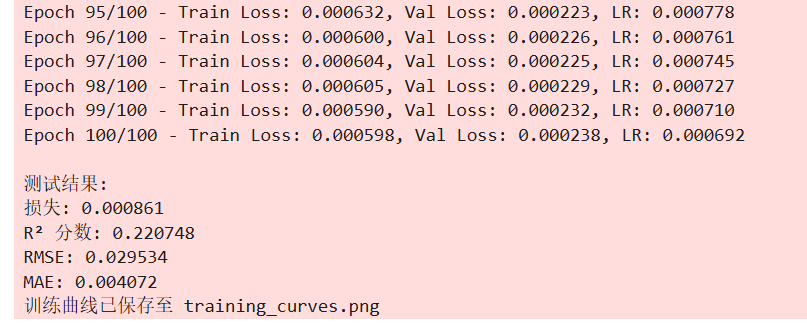 Epoch 95/100 - Train Loss: 0.000632, Val Loss: 0.000223, LR: 0.000778
Epoch 96/100 - Train Loss: 0.000600, Val Loss: 0.000226, LR: 0.000761
Epoch 97/100 - Train Loss: 0.000604, Val Loss: 0.000225, LR: 0.000745
Epoch 98/100 - Train Loss: 0.000605, Val Loss: 0.000229, LR: 0.000727
Epoch 99/100 - Train Loss: 0.000590, Val Loss: 0.000232, LR: 0.000710
Epoch 100/100 - Train Loss: 0.000598, Val Loss: 0.000238, LR: 0.000692
测试结果:
损失: 0.000861
R² 分数: 0.220748
RMSE: 0.029534
MAE: 0.004072
训练曲线已保存至 training_curves.png